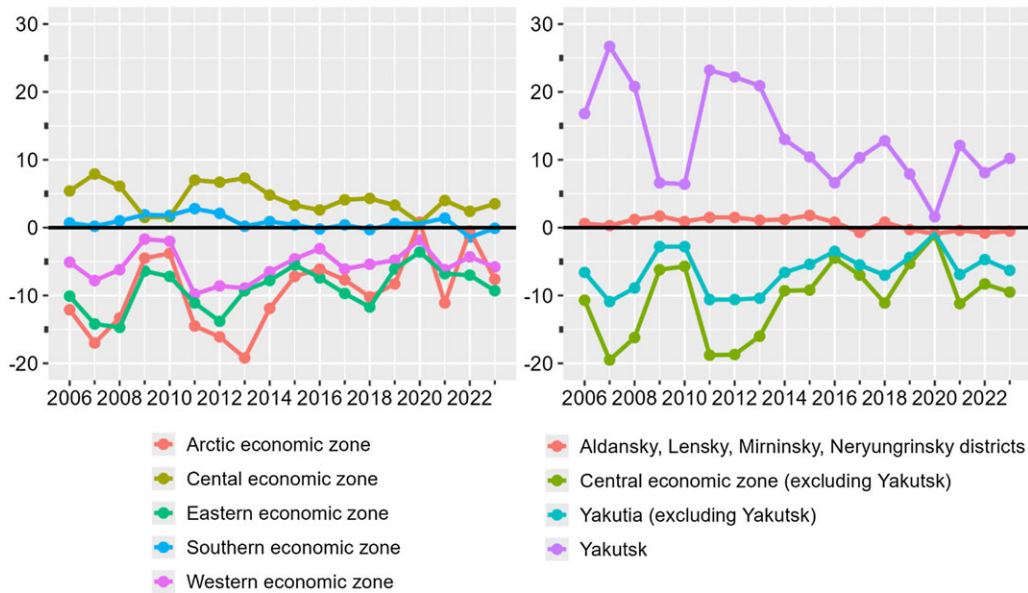 30
20
10
0
-10
-20
2006 2008 2010 2012 2014 2016 2018 2020 2022
Arctic economic zone
Cental economic zone
Eastern economic zone
Southern economic zone
Western economic zone
30
20
10
0
-10
-20
2006 2008 2010 2012 2014 2016 2018 2020 2022
Aldansky, Lensky, Mirninsky, Neryungrinsky districts
Central economic zone (excluding Yakutsk)
Yakutia (excluding Yakutsk)
Yakutsk